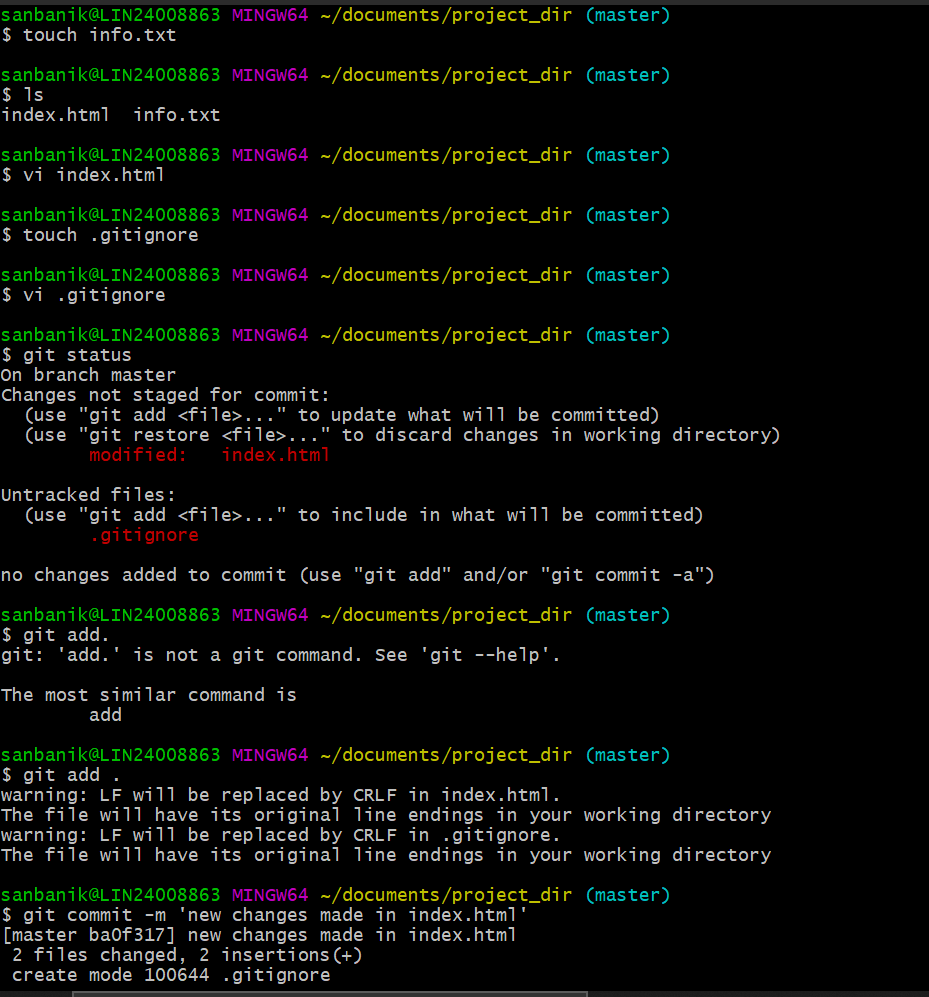 sanbanik@LIN24008863 MINGW64 ~/documents/project_dir (master)
$ touch info.txt
sanbanik@LIN24008863 MINGW64 ~/documents/project_dir (master)
$ ls
index.html  info.txt
sanbanik@LIN24008863 MINGW64 ~/documents/project_dir (master)
$ vi index.html
sanbanik@LIN24008863 MINGW64 ~/documents/project_dir (master)
$ touch .gitignore
sanbanik@LIN24008863 MINGW64 ~/documents/project_dir (master)
$ vi .gitignore
sanbanik@LIN24008863 MINGW64 ~/documents/project_dir (master)
$ git status
On branch master
Changes not staged for commit:
  (use "git add <file>..." to update what will be committed)
  (use "git restore <file>..." to discard changes in working directory)
        modified:   index.html
Untracked files:
  (use "git add <file>..." to include in what will be committed)
        .gitignore
no changes added to commit (use "git add" and/or "git commit -a")
sanbanik@LIN24008863 MINGW64 ~/documents/project_dir (master)
$ git add.
git: 'add.' is not a git command. See 'git --help'.
The most similar command is
        add
sanbanik@LIN24008863 MINGW64 ~/documents/project_dir (master)
$ git add .
warning: LF will be replaced by CRLF in index.html.
The file will have its original line endings in your working directory
warning: LF will be replaced by CRLF in .gitignore.
The file will have its original line endings in your working directory
sanbanik@LIN24008863 MINGW64 ~/documents/project_dir (master)
$ git commit -m 'new changes made in index.html'
[master ba0f317] new changes made in index.html
 2 files changed, 2 insertions(+)
 create mode 100644 .gitignore